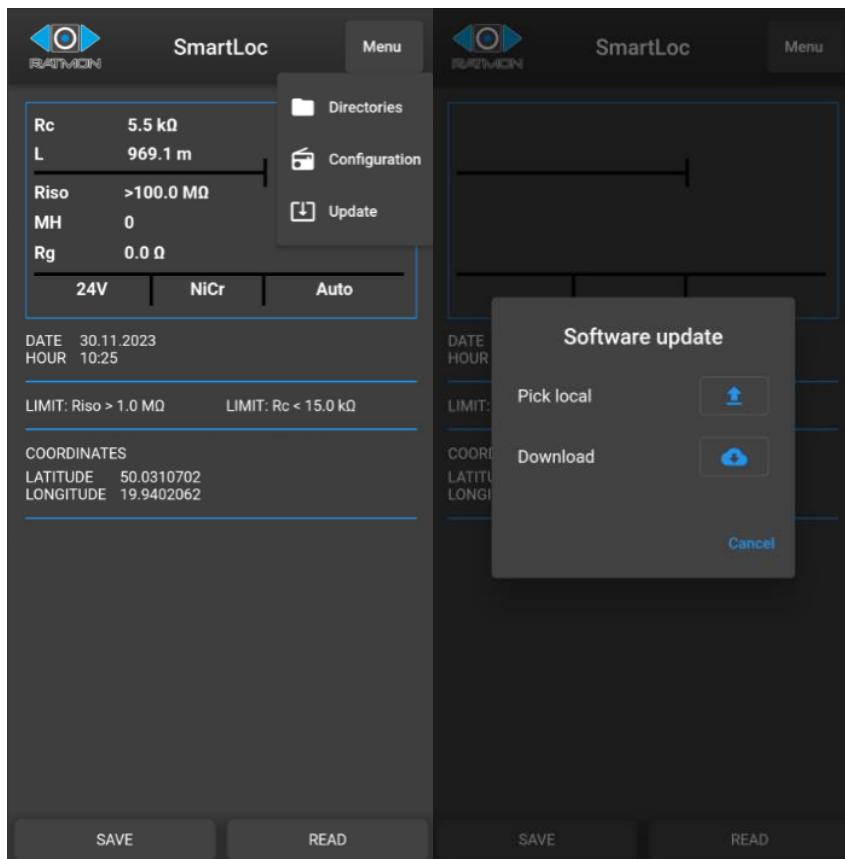 RATMON
SmartLoc
Menu
Directories
Configuration
Update
Rc 5.5 kΩ
L 969.1 m
Riso >100.0 MΩ
MH 0
Rg 0.0 Ω
24V NiCr Auto
DATE 30.11.2023
HOUR 10:25
LIMIT: Riso > 1.0 MΩ LIMIT: Rc < 15.0 kΩ
COORDINATES
LATITUDE 50.0310702
LONGITUDE 19.9402062
SAVE READ
RATMON
SmartLoc
Menu
DATE
HOUR
LIMIT:
COORD
LATITU
LONGI
Software update
Pick local
Download
Cancel
SAVE READ